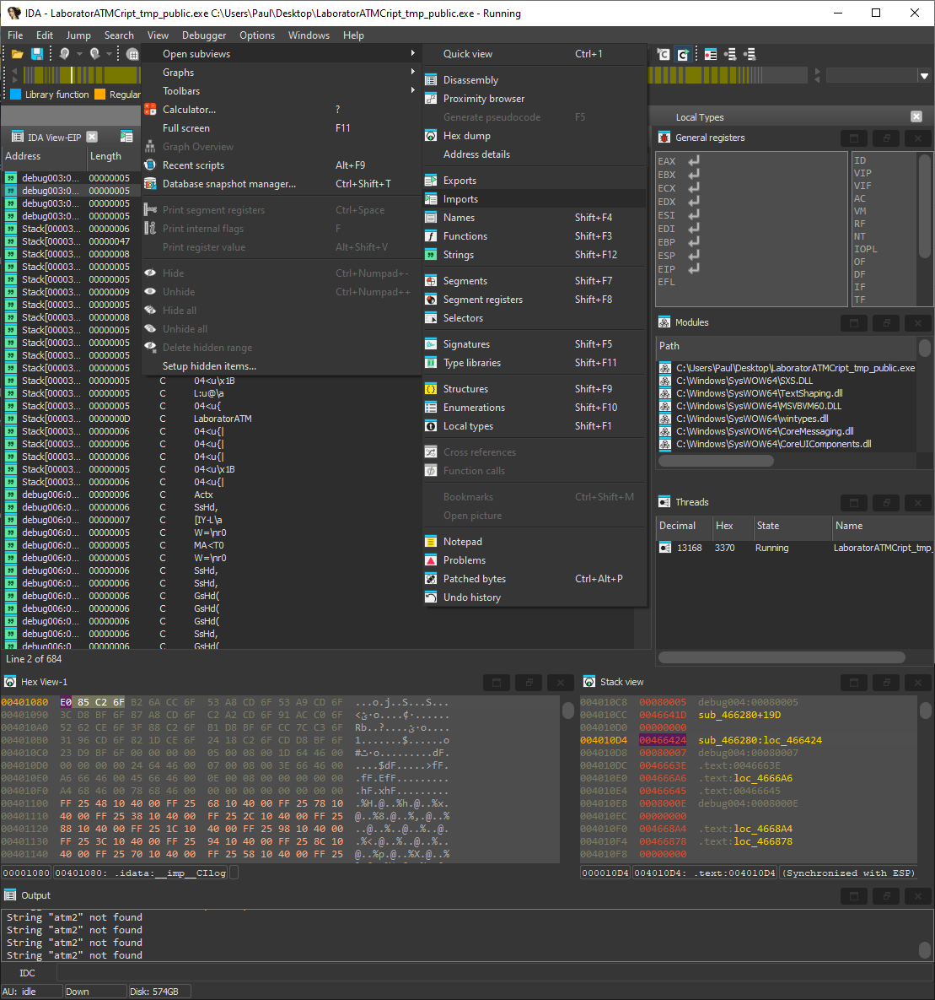 IDA - LaboratorATMCript_tmp_public.exe C:\Users\Paul\Desktop\LaboratorATMCript_tmp_public.exe - Running
File Edit Jump Search View Debugger Options Windows Help
Open subviews
Graphs
Toolbars
Calculator... ?
Full screen F11
Graph Overview
Recent scripts Alt+F9
Database snapshot manager... Ctrl+Shift+T
Print segment registers Ctrl+Space
Print internal flags F
Print register value Alt+Shift+V
Hide Ctrl+Numpad+-
Unhide Ctrl+Numpad++
Hide all
Unhide all
Delete hidden range
Setup hidden items...
Quick view Ctrl+1
Disassembly
Proximity browser
Generate pseudocode F5
Hex dump
Address details
Exports
Imports
Names Shift+F4
Functions Shift+F3
Strings Shift+F12
Segments Shift+F7
Segment registers Shift+F8
Selectors
Signatures Shift+F5
Type libraries Shift+F11
Structures Shift+F9
Enumerations Shift+F10
Local types Shift+F1
Cross references
Function calls
Bookmarks Ctrl+Shift+M
Open picture
Notepad
Problems
Patched bytes Ctrl+Alt+P
Undo history
Library function Regular
IDA View-EIP
Address Length
debug003:0... 00000005
debug003:0... 00000005
debug003:0... 00000005
debug003:0... 00000005
Stack[00003... 00000006
Stack[00003... 00000047
Stack[00003... 00000008
Stack[00003... 00000005
Stack[00003... 00000005
Stack[00003... 00000009
Stack[00003... 00000005
Stack[00003... 00000008
Stack[00003... 00000005
Stack[00003... 00000005
Stack[00003... 00000005
Stack[00003... 00000005
Stack[00003... 00000005 C 04<u\x1B
Stack[00003... 00000005 C L:u@\a
Stack[00003... 00000005 C 04<u{
Stack[00003... 0000000D C LaboratorATM
Stack[00003... 00000006 C 04<u{|
Stack[00003... 00000006 C 04<u{|
Stack[00003... 00000006 C 04<u{|
Stack[00003... 00000005 C 04<u\x1B
Stack[00003... 00000006 C 04<u{|
debug006:0... 00000005 C Actx
debug006:0... 00000006 C SsHd,
debug006:0... 00000007 C [IY-L\a
debug006:0... 00000005 C W=\nr0
debug006:0... 00000005 C MA<T0
debug006:0... 00000005 C W=\nr0
debug006:0... 00000006 C SsHd,
debug006:0... 00000006 C SsHd,
debug006:0... 00000006 C GsHd(
debug006:0... 00000006 C GsHd(
debug006:0... 00000006 C GsHd(
debug006:0... 00000006 C SsHd,
debug006:0... 00000006 C GsHd(
Line 2 of 684
Local Types
General registers
EAX
EBX
ECX
EDX
ESI
EDI
EBP
ESP
EIP
EFL
ID
VIP
VIF
AC
VM
RF
NT
IOPL
OF
DF
IF
TF
Modules
Path
C:\Users\Paul\Desktop\LaboratorATMCript_tmp_public.exe
C:\Windows\SysWOW64\SXS.DLL
C:\Windows\SysWOW64\TextShaping.dll
C:\Windows\SysWOW64\MSVBVM60.DLL
C:\Windows\SysWOW64\wintypes.dll
C:\Windows\SysWOW64\CoreMessaging.dll
C:\Windows\SysWOW64\CoreUIComponents.dll
Threads
Decimal Hex State Name
13168 3370 Running LaboratorATMCript_tmp_
Hex View-1
00401080 E0 85 C2 6F B2 6A CC 6F 53 A8 CD 6F 53 A9 CD 6F ...o.j..S...S...
00401090 3C D8 BF 6F 87 A8 CD 6F C2 A2 CD 6F 91 AC C0 6F
004010A0 52 62 CE 6F 3F 88 C2 6F B1 D8 BF 6F CC 7C C3 6F
004010B0 31 96 CD 6F 82 1D CE 6F 24 18 C2 6F D8 BD BF 6F 1.......$......o
004010C0 23 D9 BF 6F 00 00 00 00 05 00 08 00 1D 64 46 00
004010D0 00 00 00 00 24 64 46 00 07 00 08 00 3E 66 46 00 ....$dF.....>fF.
004010E0 A6 66 46 00 45 66 46 00 0E 00 08 00 00 00 00 00 .fF.EfF.........
004010F0 A4 68 46 00 78 68 46 00 00 00 00 00 00 00 00 00 .hF.xhF.........
00401100 FF 25 48 10 40 00 FF 25 68 10 40 00 FF 25 78 10 .%H.@..%h.@..%x.
00401110 40 00 FF 25 38 10 40 00 FF 25 2C 10 40 00 FF 25 @..%8.@..%,.@..%
00401120 88 10 40 00 FF 25 1C 10 40 00 FF 25 98 10 40 00 ..@..%..@..%..@.
00401130 FF 25 3C 10 40 00 FF 25 94 10 40 00 FF 25 8C 10 .%<.@..%..@..%..
00401140 40 00 FF 25 70 10 40 00 FF 25 58 10 40 00 FF 25 @..%p.@..%X.@..%
00001080 00401080: .idata:__imp__CIlog
Stack view
004010C8 00080005 debug004:00080005
004010CC 0046641D sub_466280+19D
004010D0 00000000
004010D4 00466424 sub_466280:loc_466424
004010D8 00080007 debug004:00080007
004010DC 0046663E .text:0046663E
004010E0 004666A6 .text:loc_4666A6
004010E4 00466645 .text:00466645
004010E8 0008000E debug004:0008000E
004010EC 00000000
004010F0 004668A4 .text:loc_4668A4
004010F4 00466878 .text:loc_466878
004010F8 00000000
000010D4 004010D4: .text:004010D4 (Synchronized with ESP)
Output
String "atm2" not found
String "atm2" not found
String "atm2" not found
String "atm2" not found
IDC
AU: idle Down Disk: 574GB